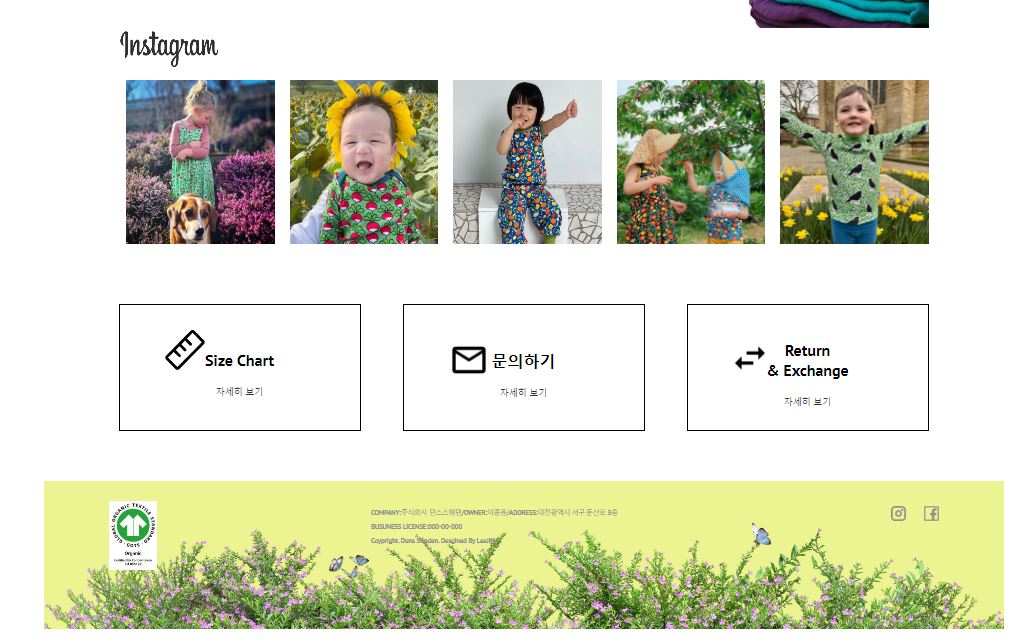 Instagram
Size Chart
자세히 보기
문의하기
자세히 보기
Return
& Exchange
자세히 보기
GLOBAL ORGANIC TEXTILE STANDARD
GOTS
Organic
COMPANY:주식회사 던스스웨덴/OWNER:이종윤/ADDRESS:대전광역시 서구 둔산로 3층
BUSUNESS LICENSE:000-00-000
Copyright. Duns Sweden. Desgined By